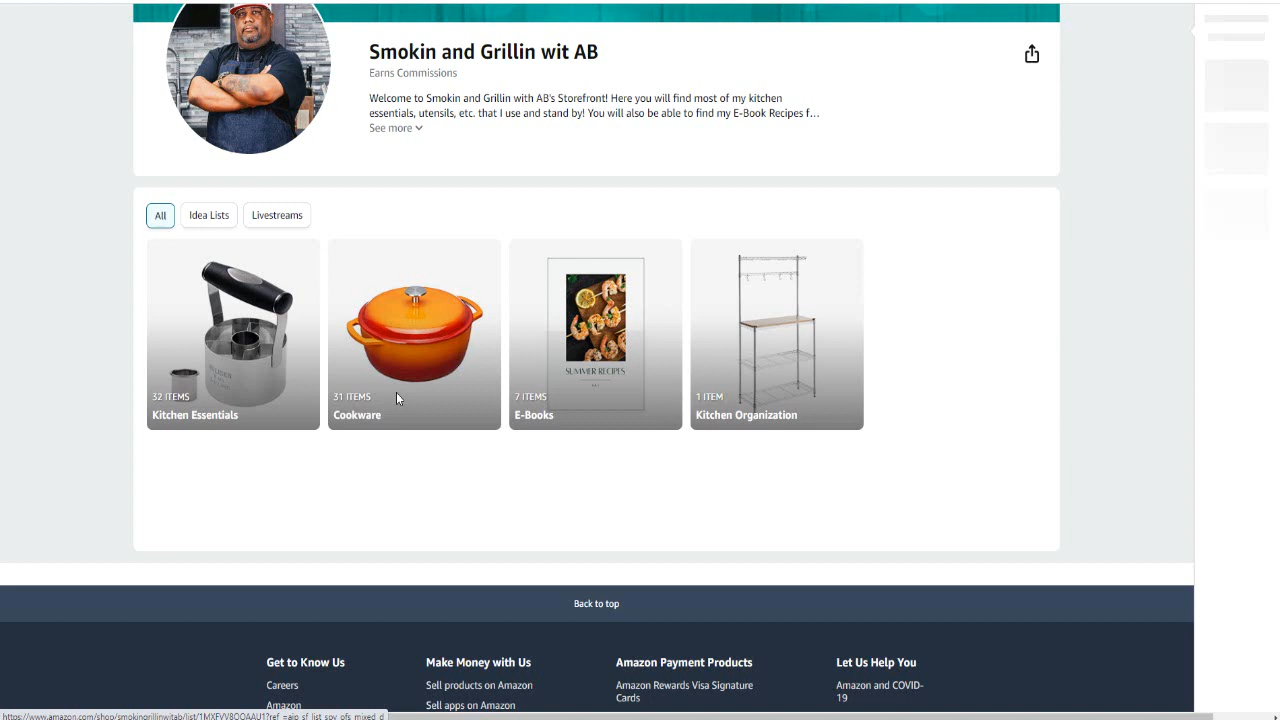 Smokin and Grillin wit AB
Earns Commissions
Welcome to Smokin and Grillin with AB's Storefront! Here you will find most of my kitchen
essentials, utensils, etc. that I use and stand by! You will also be able to find my E-Book Recipes f...
See more
All
Idea Lists
Livestreams
32 ITEMS
Kitchen Essentials
31 ITEMS
Cookware
SUMMER RECIPES
7 ITEMS
E-Books
1 ITEM
Kitchen Organization
Back to top
Get to Know Us
Careers
Amazon
Make Money with Us
Sell products on Amazon
Sell apps on Amazon
Amazon Payment Products
Amazon Rewards Visa Signature
Cards
Let Us Help You
Amazon and COVID-
19